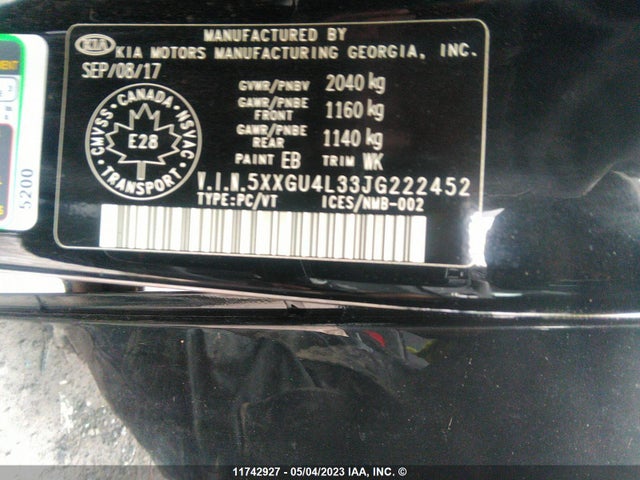 MANUFACTURED BY
KIA
KIA MOTORS MANUFACTURING GEORGIA, INC.
SEP/08/17
GVWR/PNBV 2040 kg
GAWR/PNBE FRONT 1160 kg
GAWR/PNBE REAR 1140 kg
PAINT EB TRIM WK
CMVSS · CANADA · NSVAC
E28
TRANSPORT
V.I.N.5XXGU4L33JG222452
TYPE:PC/VT ICES/NMB-002
5200
11742927 - 05/04/2023 IAA, INC. ©